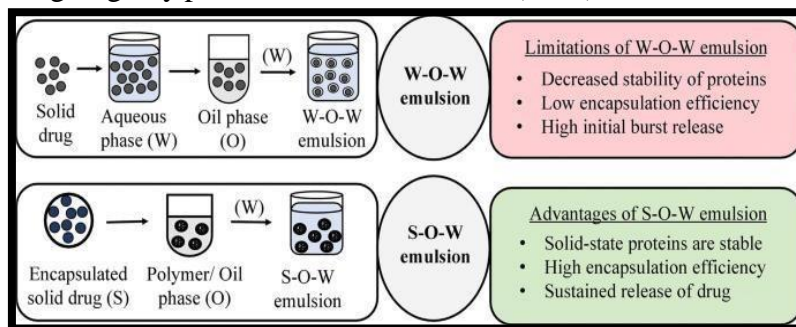 (W)
Solid
drug
Aqueous
phase (W)
Oil phase
(O)
W-O-W
emulsion
W-O-W
emulsion
Limitations of W-O-W emulsion
• Decreased stability of proteins
• Low encapsulation efficiency
• High initial burst release
(W)
Encapsulated
solid drug (S)
Polymer/ Oil
phase (O)
S-O-W
emulsion
S-O-W
emulsion
Advantages of S-O-W emulsion
• Solid-state proteins are stable
• High encapsulation efficiency
• Sustained release of drug